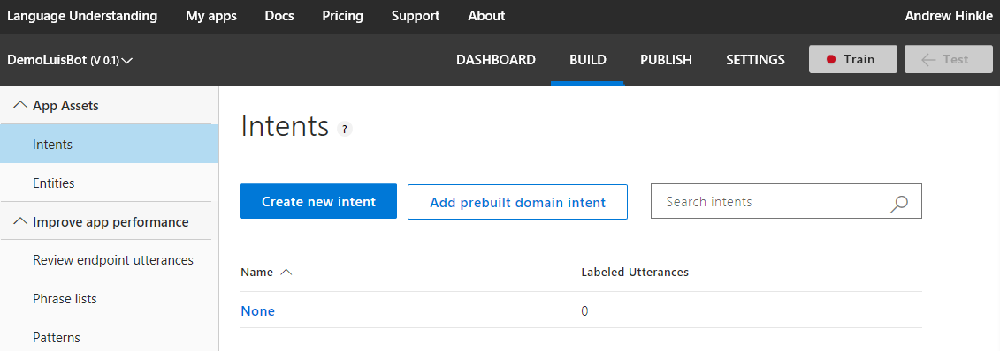 Language Understanding My apps Docs Pricing Support About Andrew Hinkle
DemoLuisBot (V 0.1) DASHBOARD BUILD PUBLISH SETTINGS Train Test
App Assets
Intents
Entities
Improve app performance
Review endpoint utterances
Phrase lists
Patterns
Intents ?
Create new intent Add prebuilt domain intent Search intents
Name Labeled Utterances
None 0